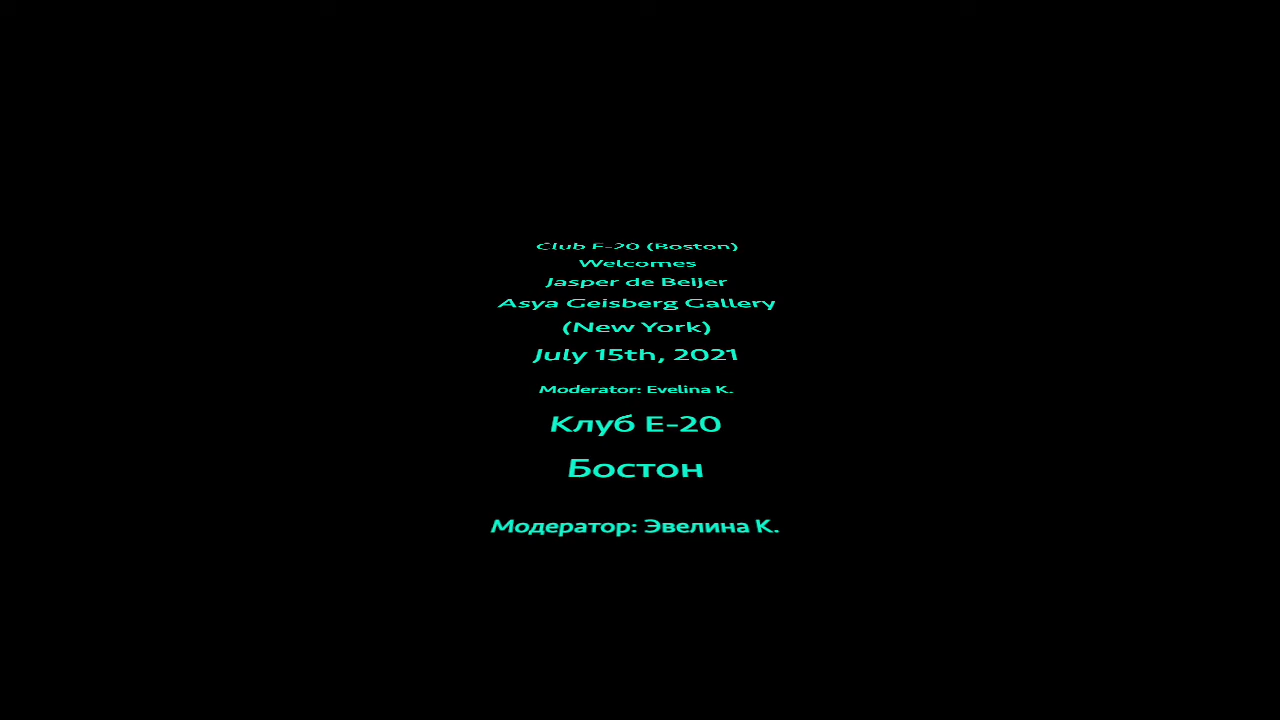 Club E-20 (Boston)
Welcomes
Jasper de Beijer
Asya Geisberg Gallery
(New York)
July 15th, 2021
Moderator: Evelina K.
Клуб Е-20
Бостон
Модератор: Эвелина К.